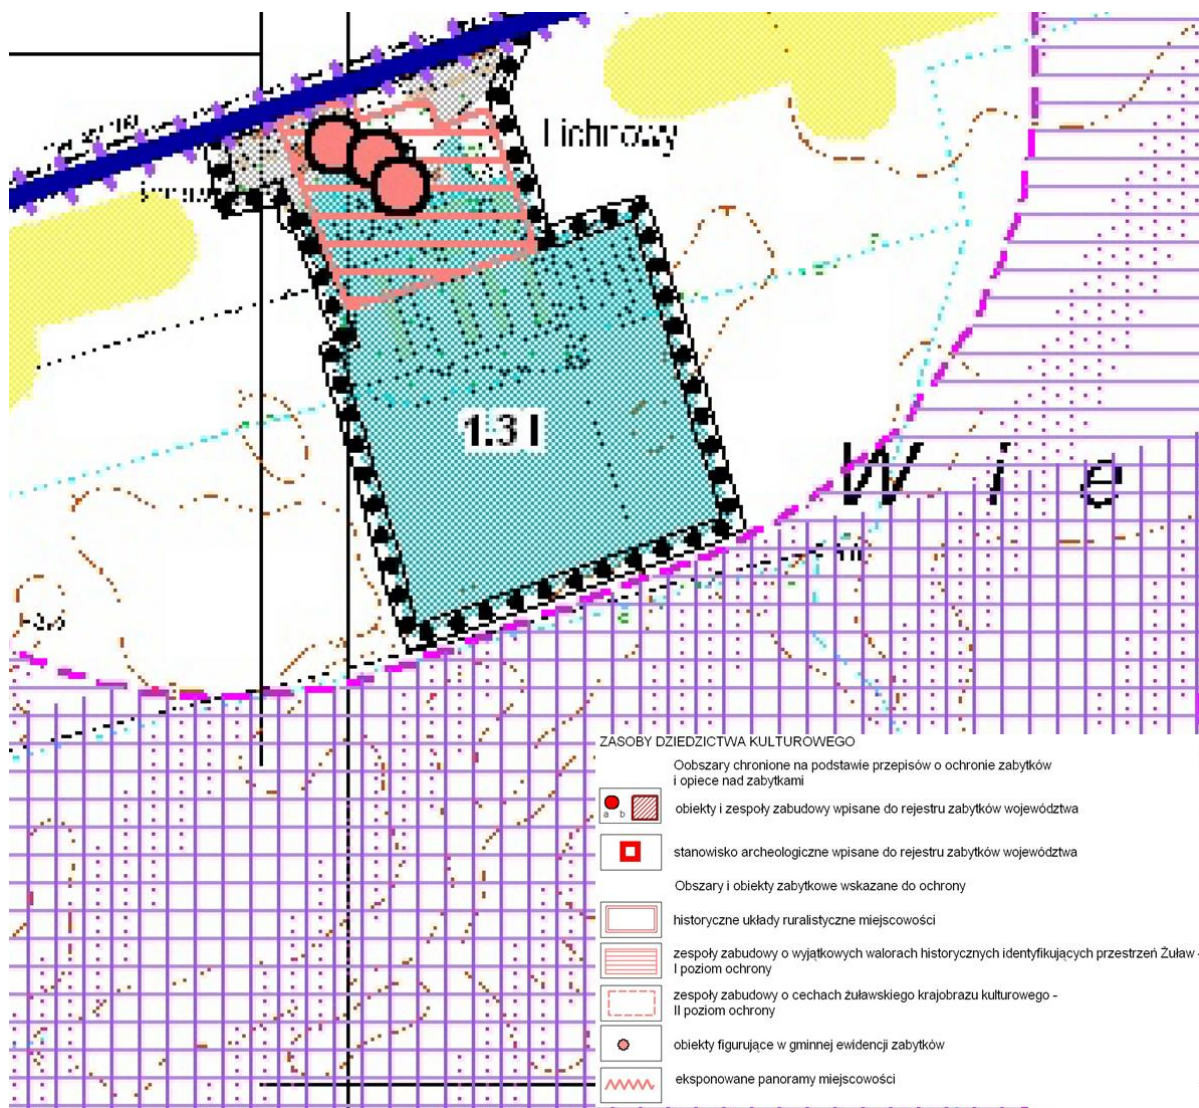 Lichnowy
1.31
W i e
ZASOBY DZIEDZICTWA KULTUROWEGO
Oobszary chronione na podstawie przepisów o ochronie zabytków
i opiece nad zabytkami
a b
obiekty i zespoły zabudowy wpisane do rejestru zabytków województwa
stanowisko archeologiczne wpisane do rejestru zabytków województwa
Obszary i obiekty zabytkowe wskazane do ochrony
historyczne układy ruralistyczne miejscowości
zespoły zabudowy o wyjątkowych walorach historycznych identyfikujących przestrzeń Żuław -
I poziom ochrony
zespoły zabudowy o cechach żuławskiego krajobrazu kulturowego -
II poziom ochrony
obiekty figurujące w gminnej ewidencji zabytków
eksponowane panoramy miejscowości